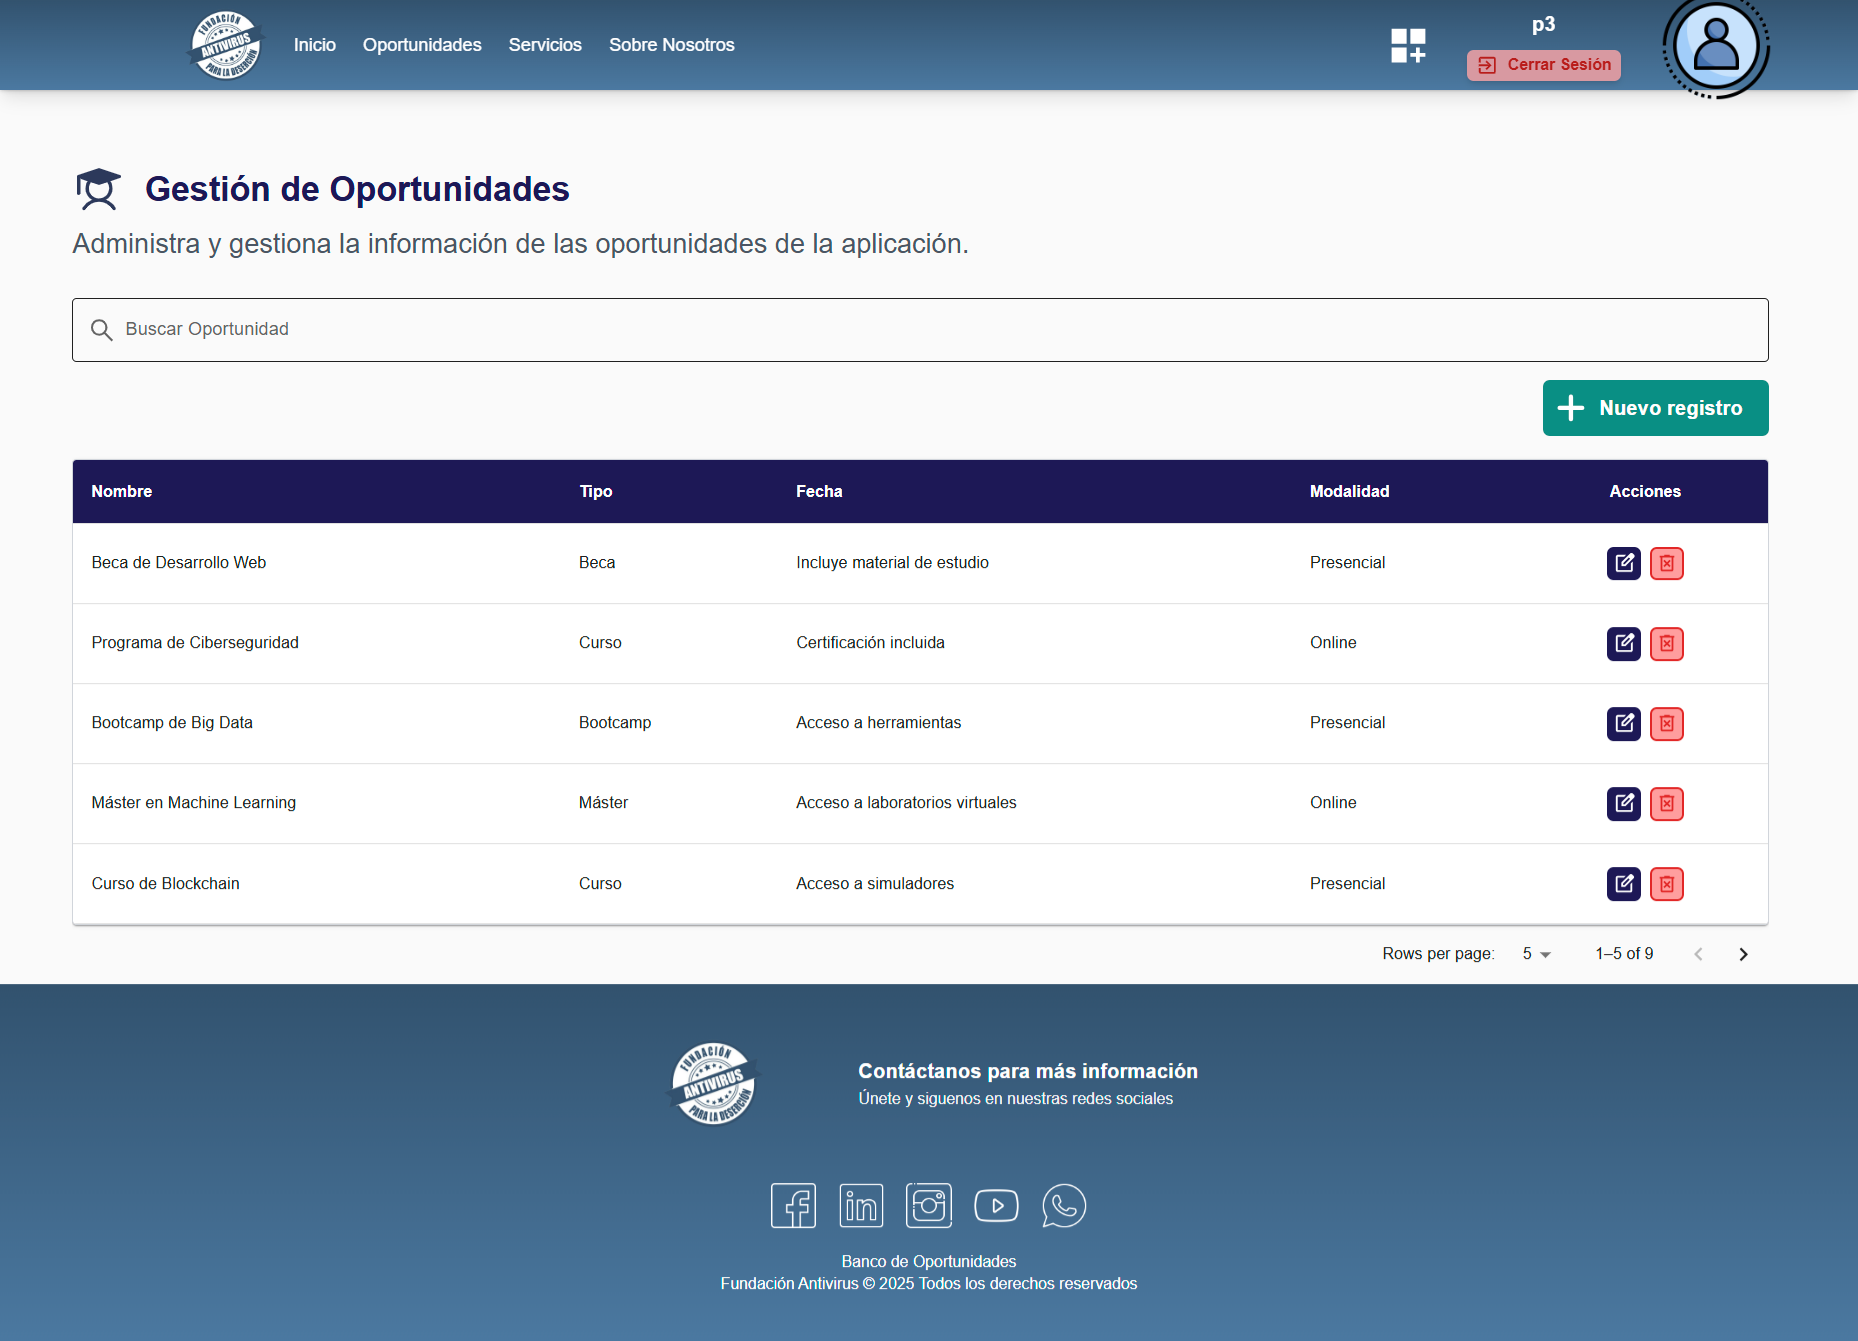 FUNDACIÓN
ANTIVIRUS
PARA LA DESERCIÓN
Inicio
Oportunidades
Servicios
Sobre Nosotros
p3
Cerrar Sesión
Gestión de Oportunidades
Administra y gestiona la información de las oportunidades de la aplicación.
Buscar Oportunidad
Nuevo registro
Nombre Tipo Fecha Modalidad Acciones
Beca de Desarrollo Web Beca Incluye material de estudio Presencial
Programa de Ciberseguridad Curso Certificación incluida Online
Bootcamp de Big Data Bootcamp Acceso a herramientas Presencial
Máster en Machine Learning Máster Acceso a laboratorios virtuales Online
Curso de Blockchain Curso Acceso a simuladores Presencial
Rows per page: 5 1–5 of 9
FUNDACIÓN
ANTIVIRUS
PARA LA DESERCIÓN
Contáctanos para más información
Únete y siguenos en nuestras redes sociales
Banco de Oportunidades
Fundación Antivirus © 2025 Todos los derechos reservados